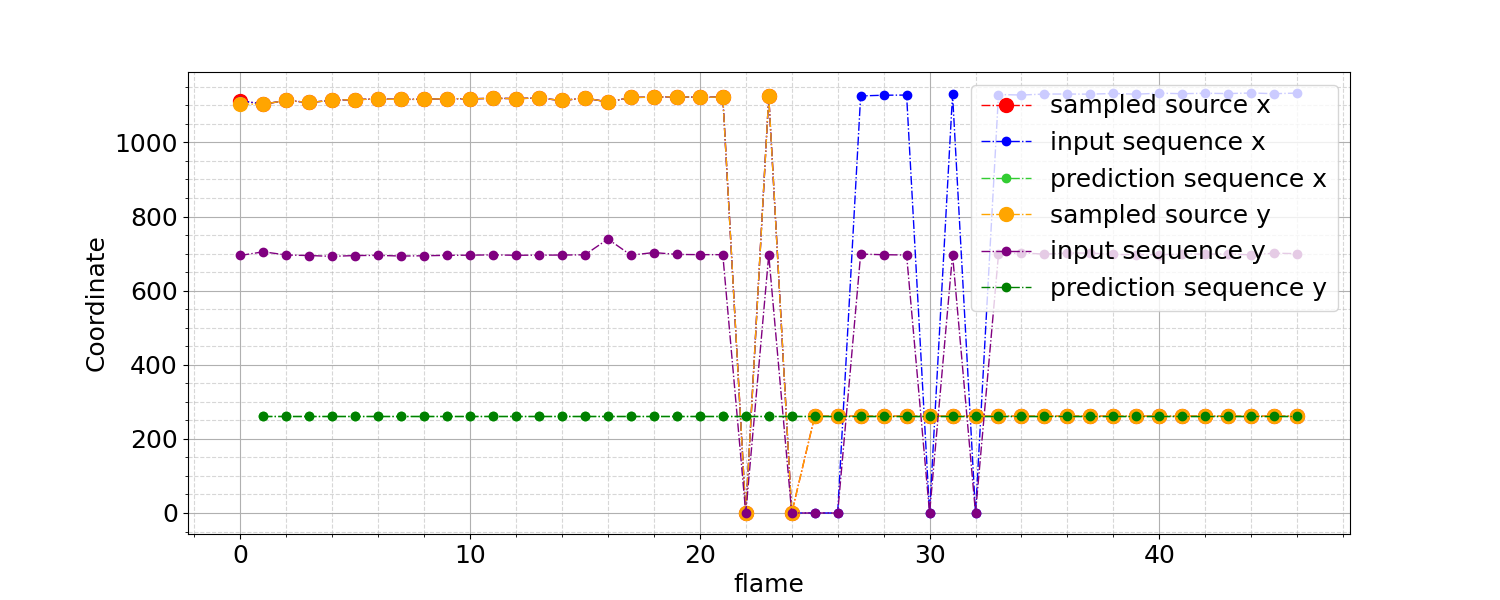 1000
800
600
400
200
0
Coordinate
0 10 20 30 40
flame
sampled source x
input sequence x
prediction sequence x
sampled source y
input sequence y
prediction sequence y